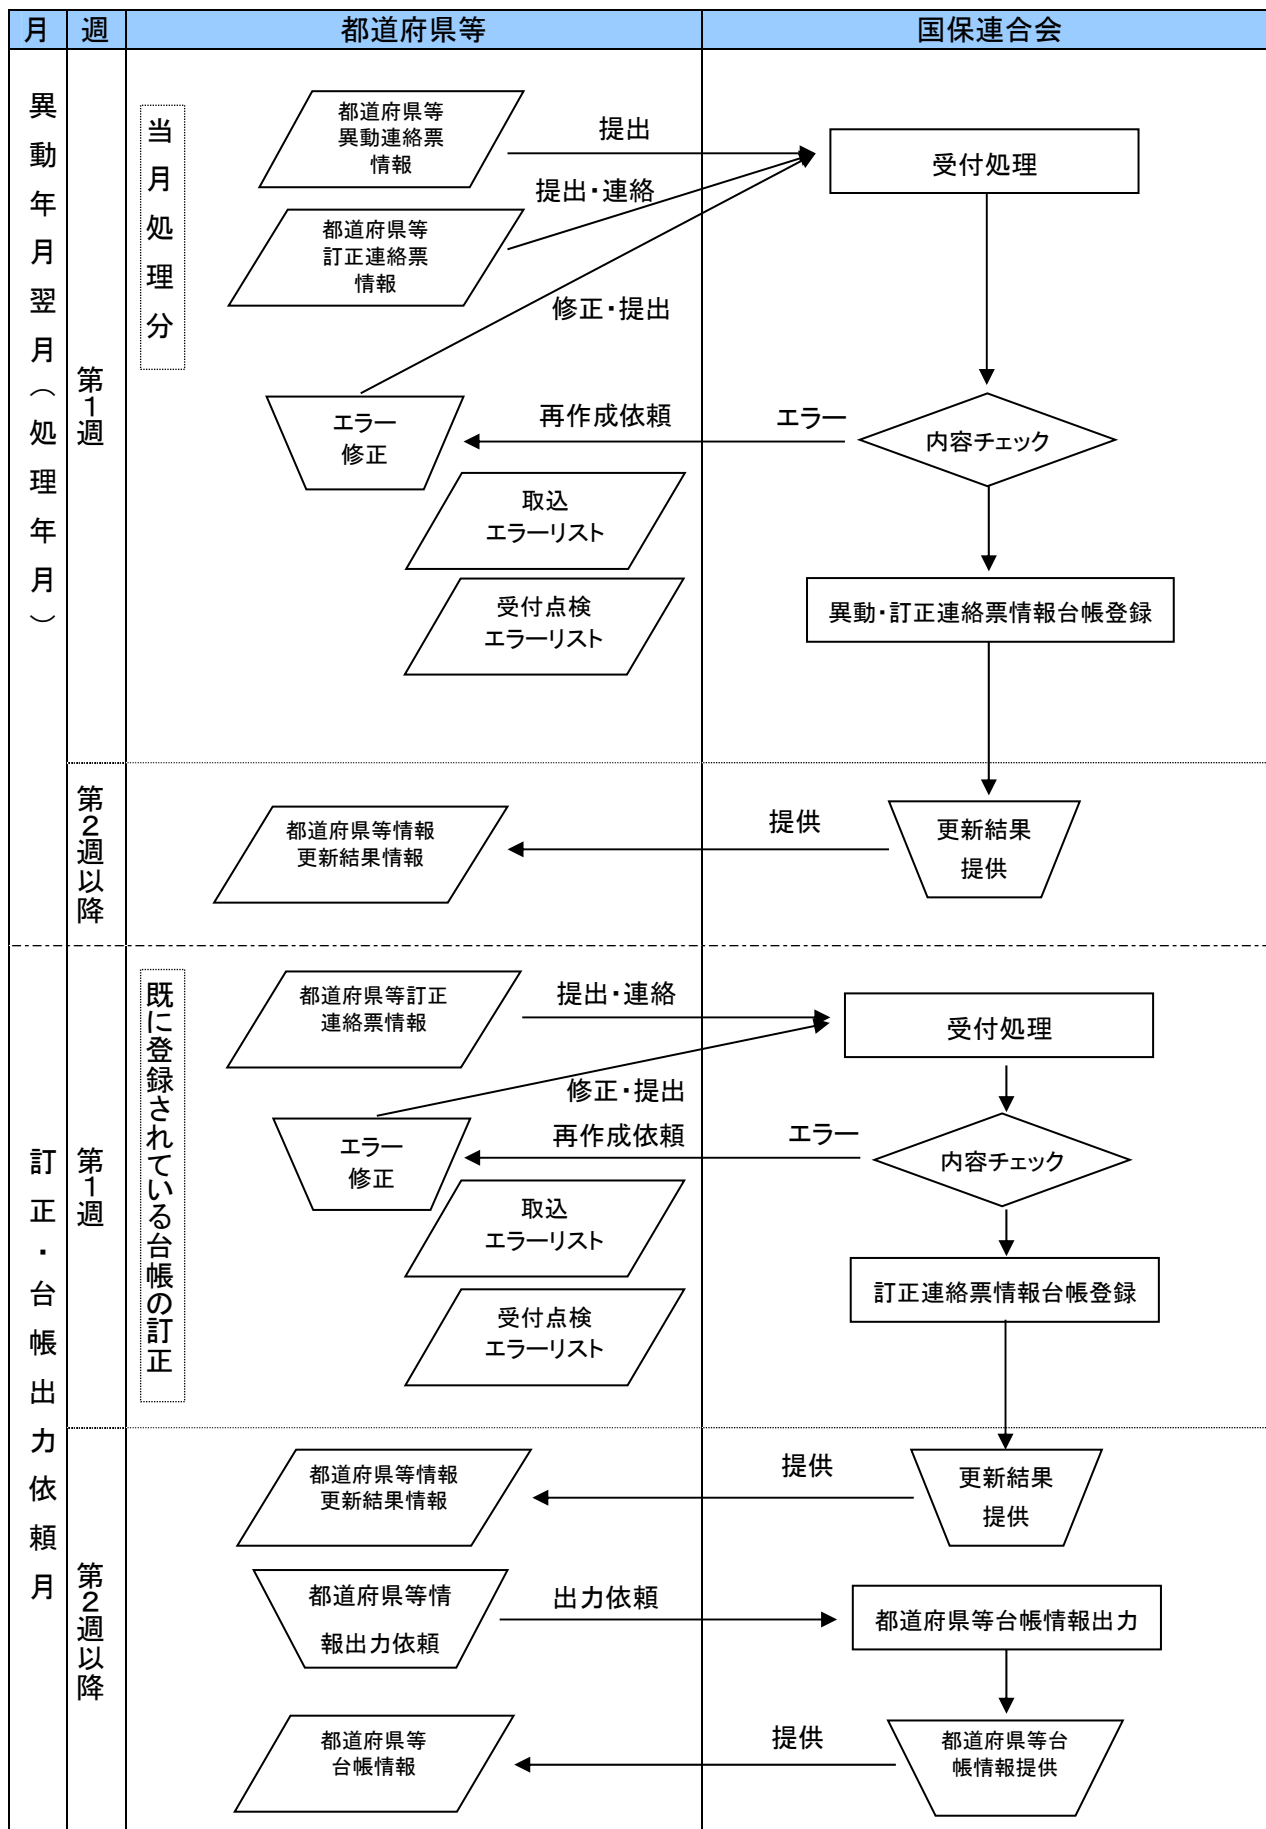 月
週
都道府県等
国保連合会
異動年月翌月（処理年月）
第1週
当月処理分
都道府県等
異動連絡票
情報
提出
受付処理
提出・連絡
都道府県等
訂正連絡票
情報
修正・提出
エラー
修正
再作成依頼
エラー
内容チェック
取込
エラーリスト
異動・訂正連絡票情報台帳登録
受付点検
エラーリスト
第2週以降
都道府県等情報
更新結果情報
提供
更新結果
提供
訂正・台帳出力依頼月
第1週
既に登録されている台帳の訂正
都道府県等訂正
連絡票情報
提出・連絡
受付処理
修正・提出
エラー
修正
再作成依頼
エラー
内容チェック
取込
エラーリスト
訂正連絡票情報台帳登録
受付点検
エラーリスト
第2週以降
都道府県等情報
更新結果情報
提供
更新結果
提供
都道府県等情
報出力依頼
出力依頼
都道府県等台帳情報出力
都道府県等
台帳情報
提供
都道府県等台
帳情報提供